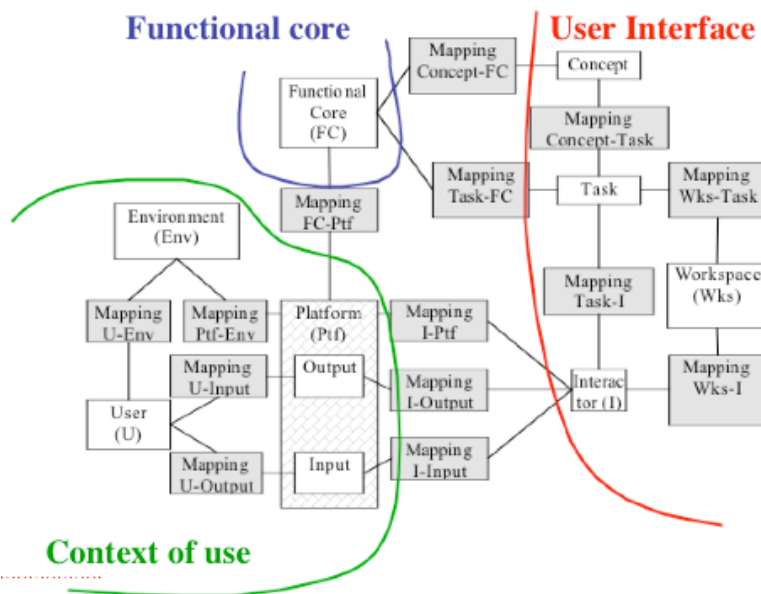 Functional core
User Interface
Mapping
Concept-FC
Concept
Functional
Core
(FC)
Mapping
Concept-Task
Mapping
Task-FC
Task
Mapping
Wks-Task
Mapping
FC-Ptf
Environment
(Env)
Mapping
Task-I
Workspace
(Wks)
Mapping
U-Env
Mapping
Ptf-Env
Platform
(Ptf)
Mapping
I-Ptf
Mapping
U-Input
Output
Mapping
I-Output
Interac
tor (I)
Mapping
Wks-I
User
(U)
Mapping
U-Output
Input
Mapping
I-Input
Context of use